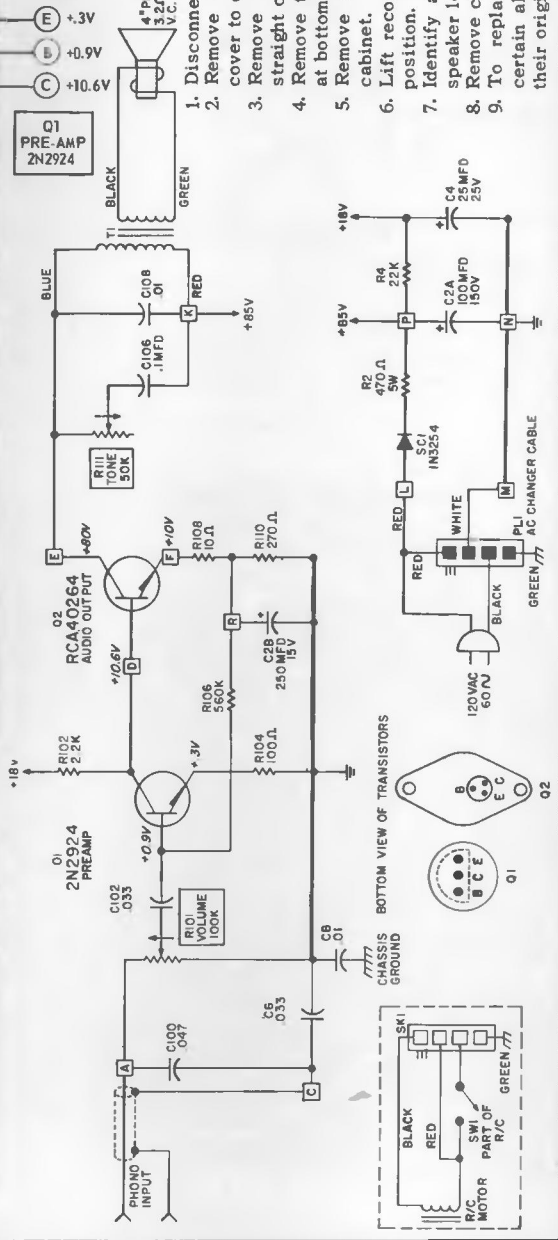 E +.3V
B +0.9V
C +10.6V
Q1
PRE-AMP
2N2924
1. Disconne
2. Remove
cover to
3. Remove
straight
4. Remove
at bottom
5. Remove
cabinet.
6. Lift reco
position.
7. Identify
speaker
8. Remove
9. To repla
certain
their orig
4"P
3.2Ω
V.C.
BLACK
GREEN
T1
BLUE
RED
C108
.01
K
+85V
C106
.1MFD
R111
TONE
50K
E
+80V
Q2
RCA40264
AUDIO OUTPUT
F
+10V
R108
10Ω
R110
270Ω
R
C2B
250MFD
15V
R106
560K
D
+10.6V
+18V
R102
2.2K
Q1
2N2924
PREAMP
.3V
R104
100Ω
+0.9V
C102
.033
R101
VOLUME
100K
C8
.01
CHASSIS
GROUND
C6
.033
A
C100
.047
C
PHONO
INPUT
+18V
R4
22K
C4
25MFD
25V
+85V
P
C2A
100MFD
150V
N
R2
470Ω
5W
SC1
1N3254
L
RED
RED
WHITE
M
PL1
AC CHANGER CABLE
GREEN
BLACK
120VAC
60∿
BOTTOM VIEW OF TRANSISTORS
B
E C
Q2
B C E
Q1
SK1
BLACK
RED
GREEN
SW1
PART OF
R/C
R/C
MOTOR